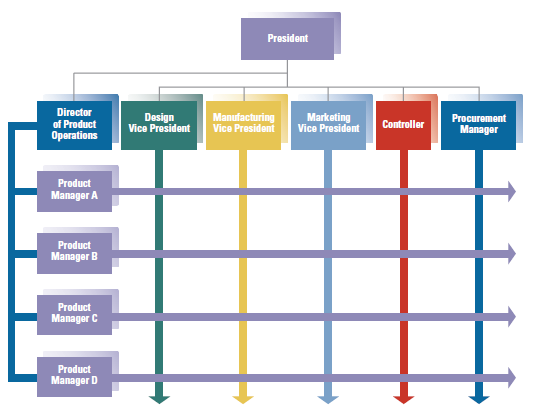 President
Director
of Product
Operations
Design
Vice President
Manufacturing
Vice President
Marketing
Vice President
Controller
Procurement
Manager
Product
Manager A
Product
Manager B
Product
Manager C
Product
Manager D